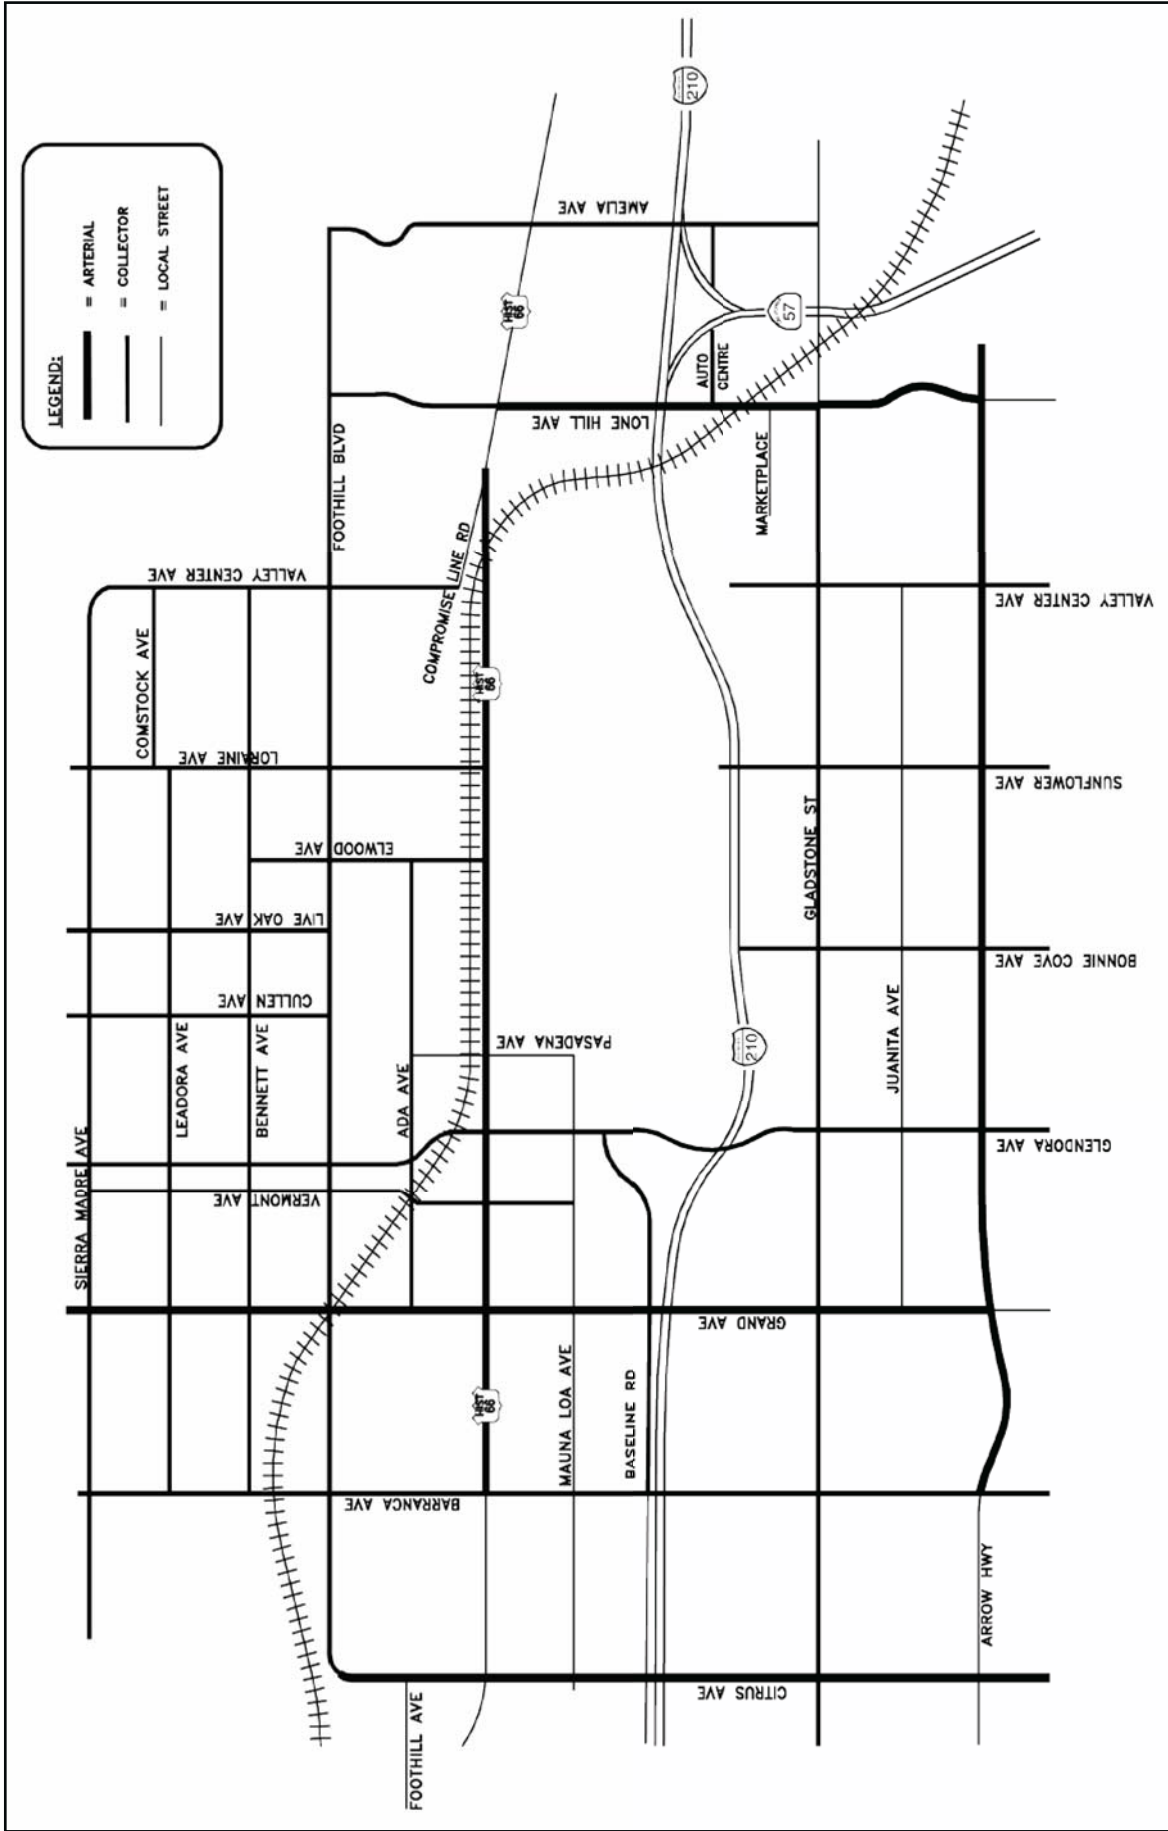 LEGEND:
= ARTERIAL
= COLLECTOR
= LOCAL STREET
SIERRA MADRE AVE
COMSTOCK AVE
LEADORA AVE
BENNETT AVE
FOOTHILL BLVD
ADA AVE
FOOTHILL AVE
COMPROMISE LINE RD
HIST
66
HIST
66
HIST
66
MAUNA LOA AVE
BASELINE RD
210
210
57
AUTO
CENTRE
MARKETPLACE
GLADSTONE ST
JUANITA AVE
ARROW HWY
CITRUS AVE
BARRANCA AVE
GRAND AVE
VERMONT AVE
GLENDORA AVE
PASADENA AVE
CULLEN AVE
LIVE OAK AVE
BONNIE COVE AVE
ELWOOD AVE
LORAINE AVE
SUNFLOWER AVE
VALLEY CENTER AVE
VALLEY CENTER AVE
LONE HILL AVE
AMELIA AVE